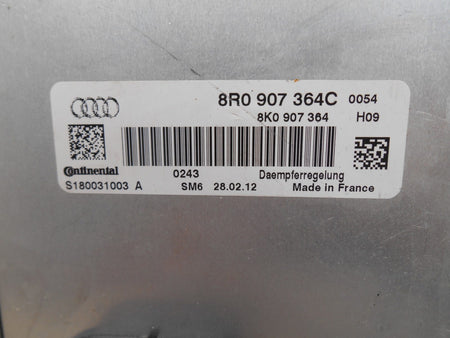 8R0 907 364C 0054
8K0 907 364 H09
Continental
0243 Daempferregelung
S180031003 A SM6 28.02.12 Made in France